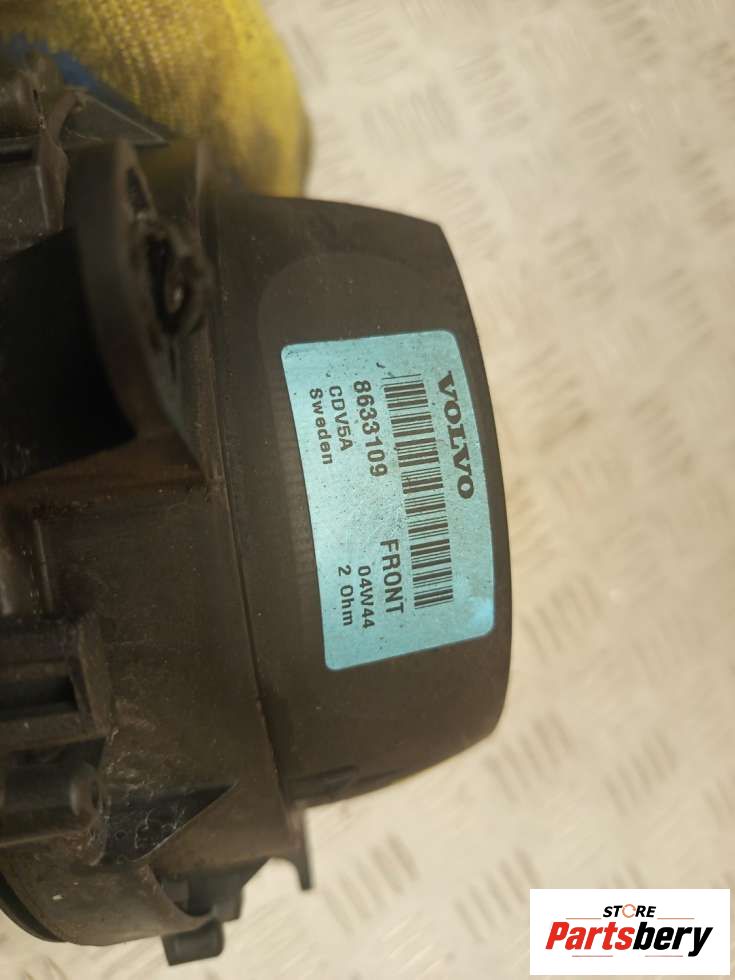 VOLVO
8633109 FRONT
CDV5A 04W44
Sweden 2 Ohm
STORE
Partsbery